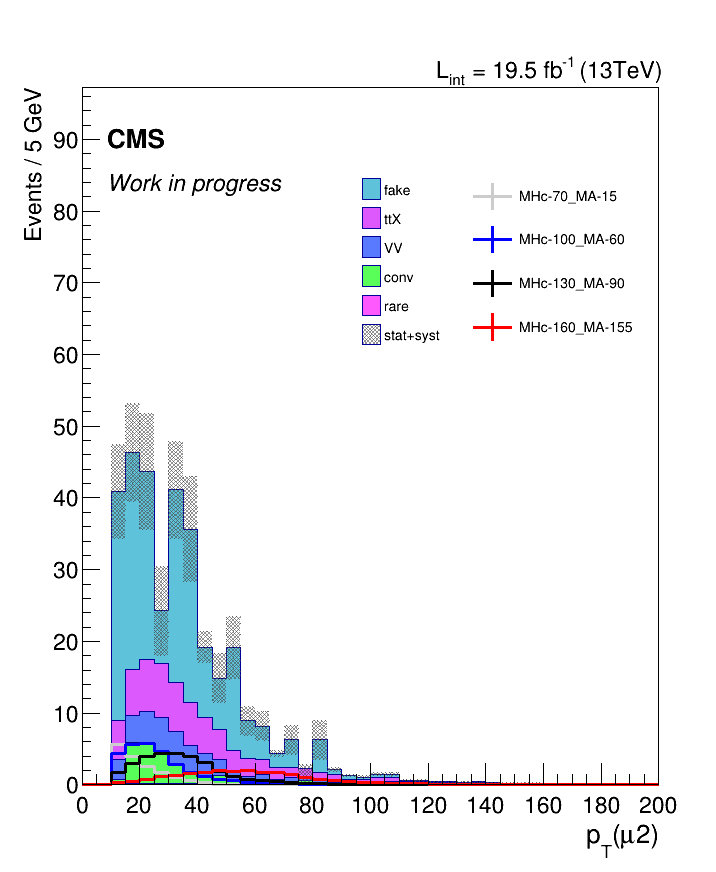 L_int = 19.5 fb^-1 (13TeV)
Events / 5 GeV
CMS
Work in progress
fake
ttX
VV
conv
rare
stat+syst
MHc-70_MA-15
MHc-100_MA-60
MHc-130_MA-90
MHc-160_MA-155
90
80
70
60
50
40
30
20
10
0
0 20 40 60 80 100 120 140 160 180 200
p_T(μ2)